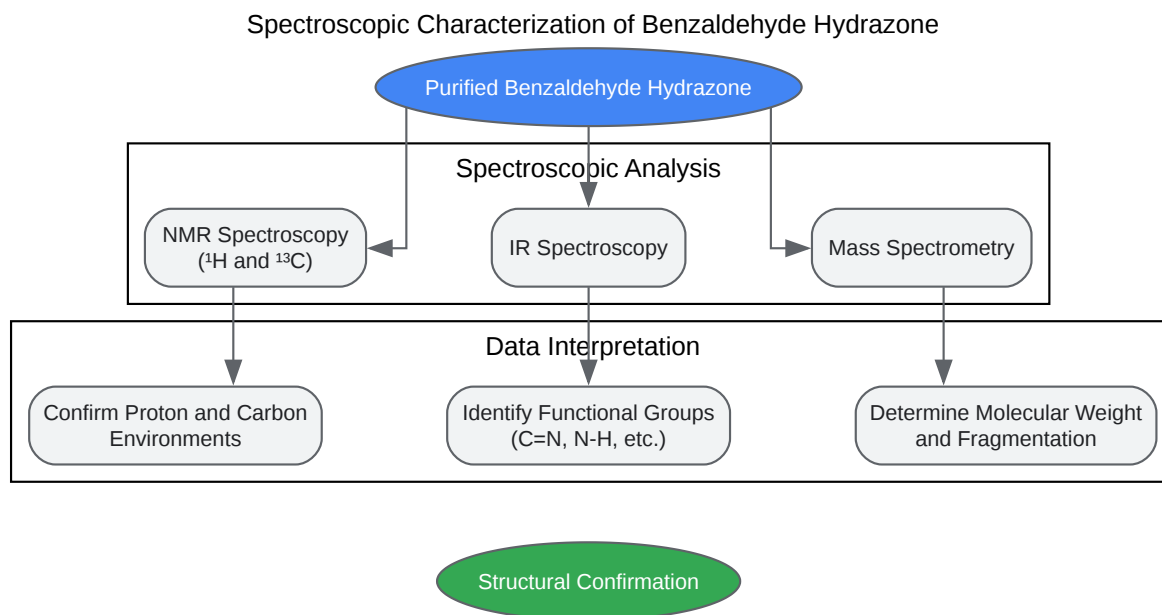 Spectroscopic Characterization of Benzaldehyde Hydrazone
Purified Benzaldehyde Hydrazone
Spectroscopic Analysis
NMR Spectroscopy
(¹H and ¹³C)
IR Spectroscopy
Mass Spectrometry
Data Interpretation
Confirm Proton and Carbon
Environments
Identify Functional Groups
(C=N, N-H, etc.)
Determine Molecular Weight
and Fragmentation
Structural Confirmation